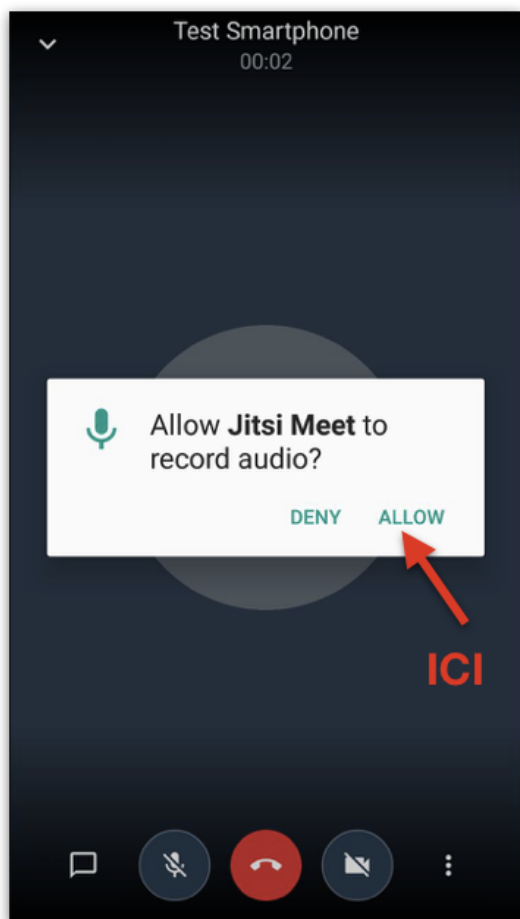 Test Smartphone
00:02
Allow Jitsi Meet to
record audio?
DENY ALLOW
ICI